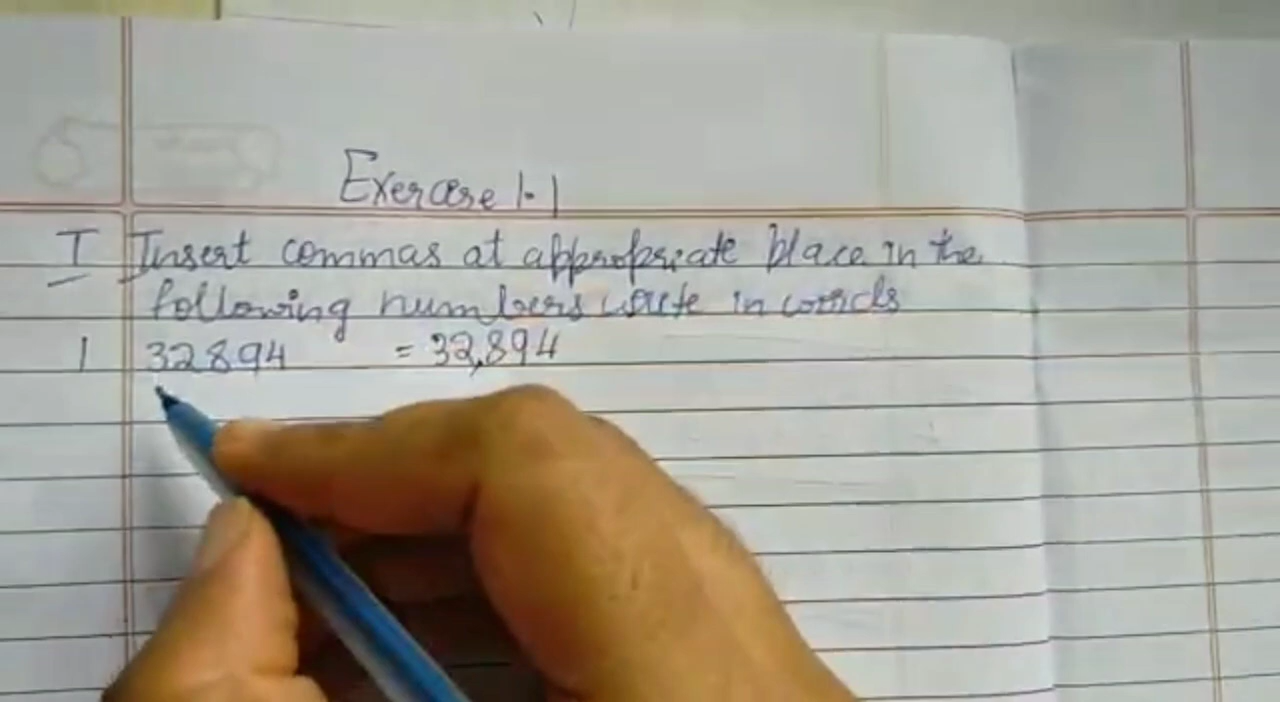 Exercise 1.1
I Insert commas at appropriate place in the
following numbers write in words
1 32894 = 32,894